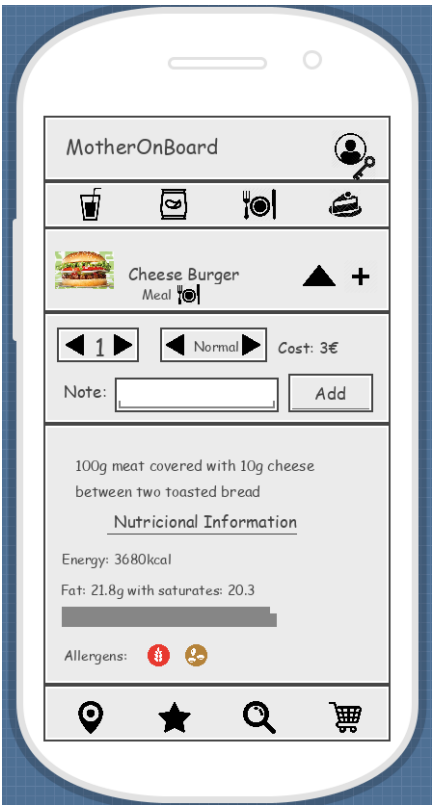 MotherOnBoard
Cheese Burger
Meal
1
Normal
Cost: 3€
Note:
Add
100g meat covered with 10g cheese
between two toasted bread
Nutricional Information
Energy: 3680kcal
Fat: 21.8g with saturates: 20.3
Allergens: